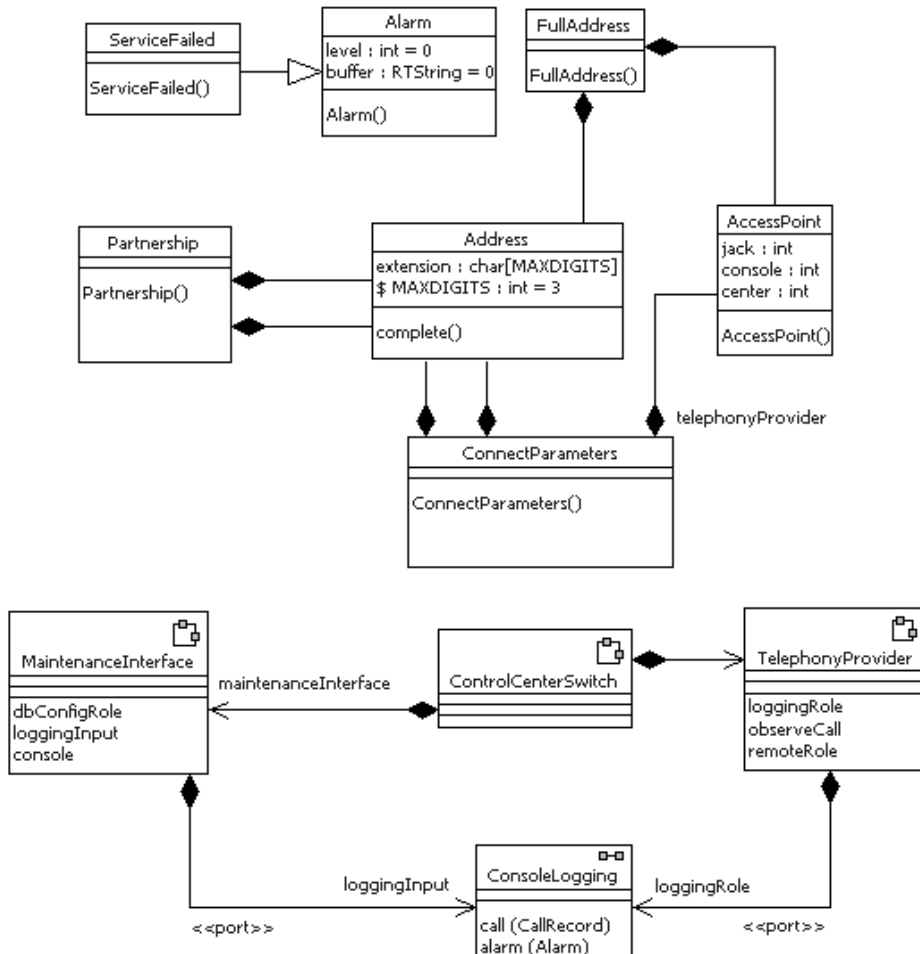 ServiceFailed
ServiceFailed()
Alarm
level : int = 0
buffer : RTString = 0
Alarm()
FullAddress
FullAddress()
Partnership
Partnership()
Address
extension : char[MAXDIGITS]
$ MAXDIGITS : int = 3
complete()
AccessPoint
jack : int
console : int
center : int
AccessPoint()
telephonyProvider
ConnectParameters
ConnectParameters()
MaintenanceInterface
dbConfigRole
loggingInput
console
maintenanceInterface
ControlCenterSwitch
TelephonyProvider
loggingRole
observeCall
remoteRole
loggingInput
<<port>>
ConsoleLogging
call (CallRecord)
alarm (Alarm)
loggingRole
<<port>>